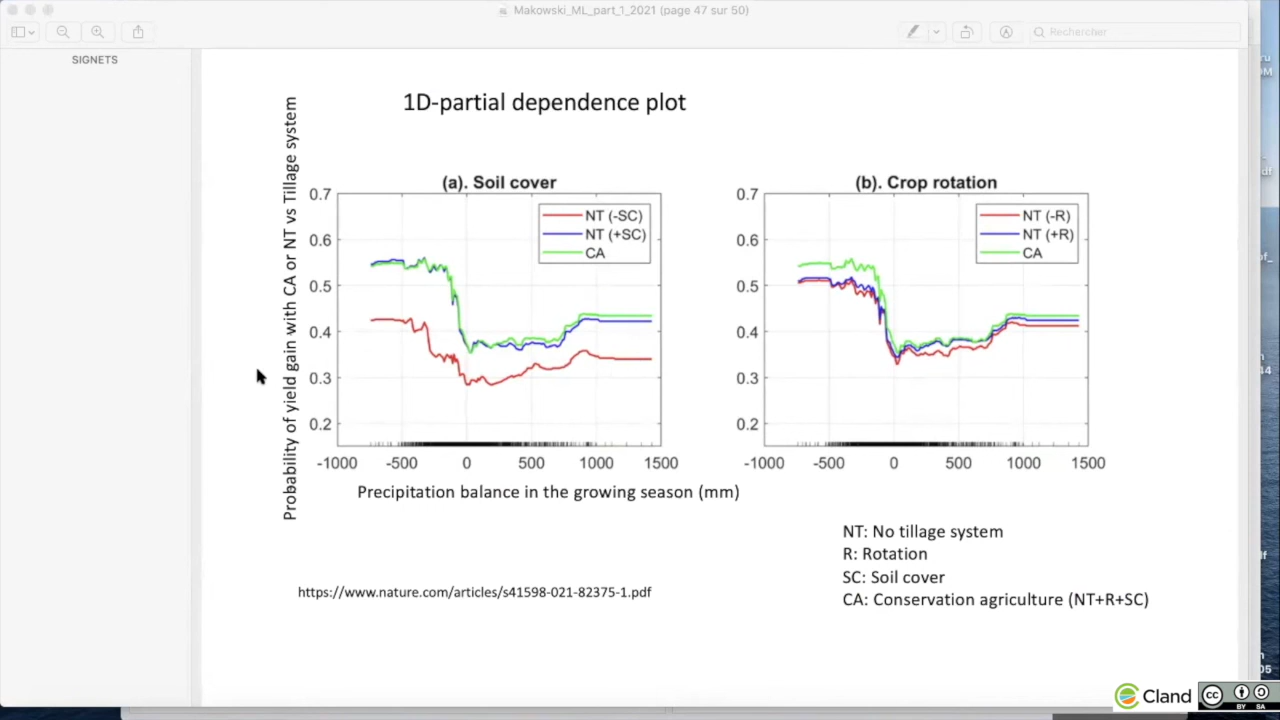 Makowski_ML_part_1_2021 (page 47 sur 50)
Rechercher
SIGNETS
1D-partial dependence plot
Probability of yield gain with CA or NT vs Tillage system
(a). Soil cover
0.7
0.6
0.5
0.4
0.3
0.2
NT (-SC)
NT (+SC)
CA
-1000 -500 0 500 1000 1500
(b). Crop rotation
0.7
0.6
0.5
0.4
0.3
0.2
NT (-R)
NT (+R)
CA
-1000 -500 0 500 1000 1500
Precipitation balance in the growing season (mm)
NT: No tillage system
R: Rotation
SC: Soil cover
CA: Conservation agriculture (NT+R+SC)
https://www.nature.com/articles/s41598-021-82375-1.pdf
Cland
cc
BY SA